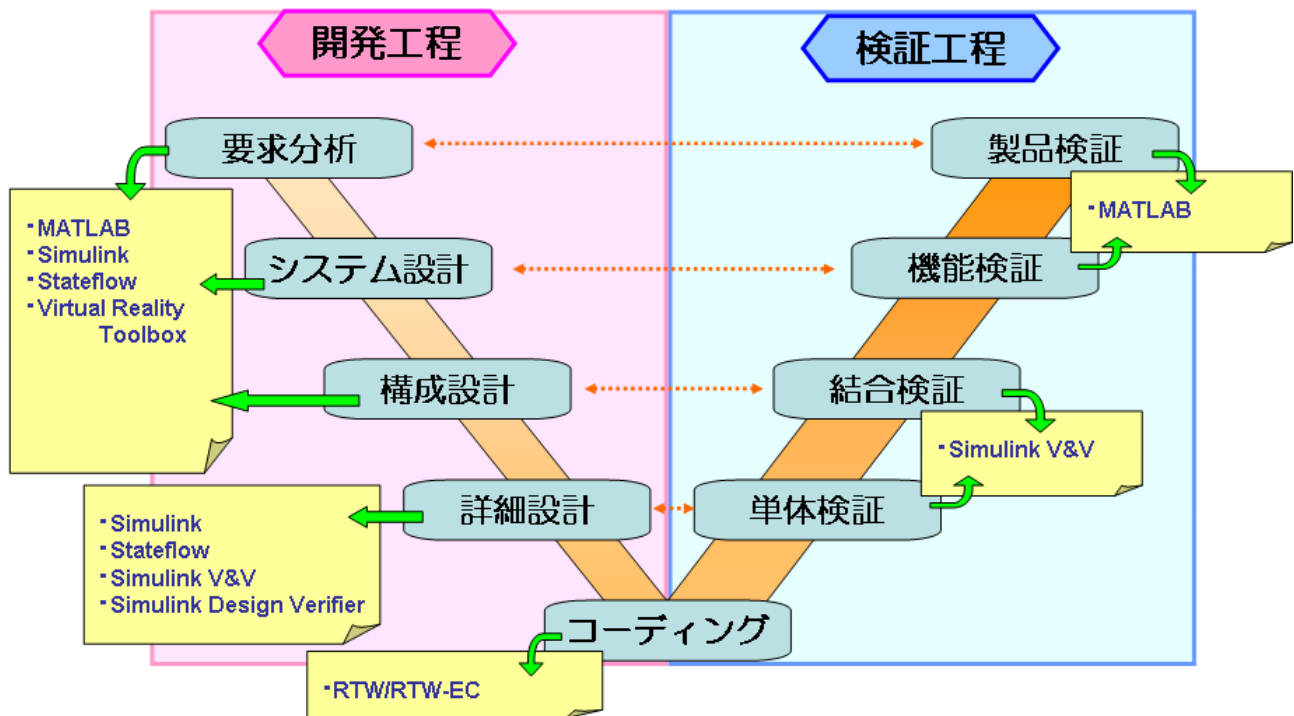 開発工程
検証工程
要求分析
製品検証
・MATLAB
・Simulink
・Stateflow
・Virtual Reality
Toolbox
・MATLAB
システム設計
機能検証
構成設計
結合検証
・Simulink V&V
詳細設計
単体検証
・Simulink
・Stateflow
・Simulink V&V
・Simulink Design Verifier
コーディング
・RTW/RTW-EC